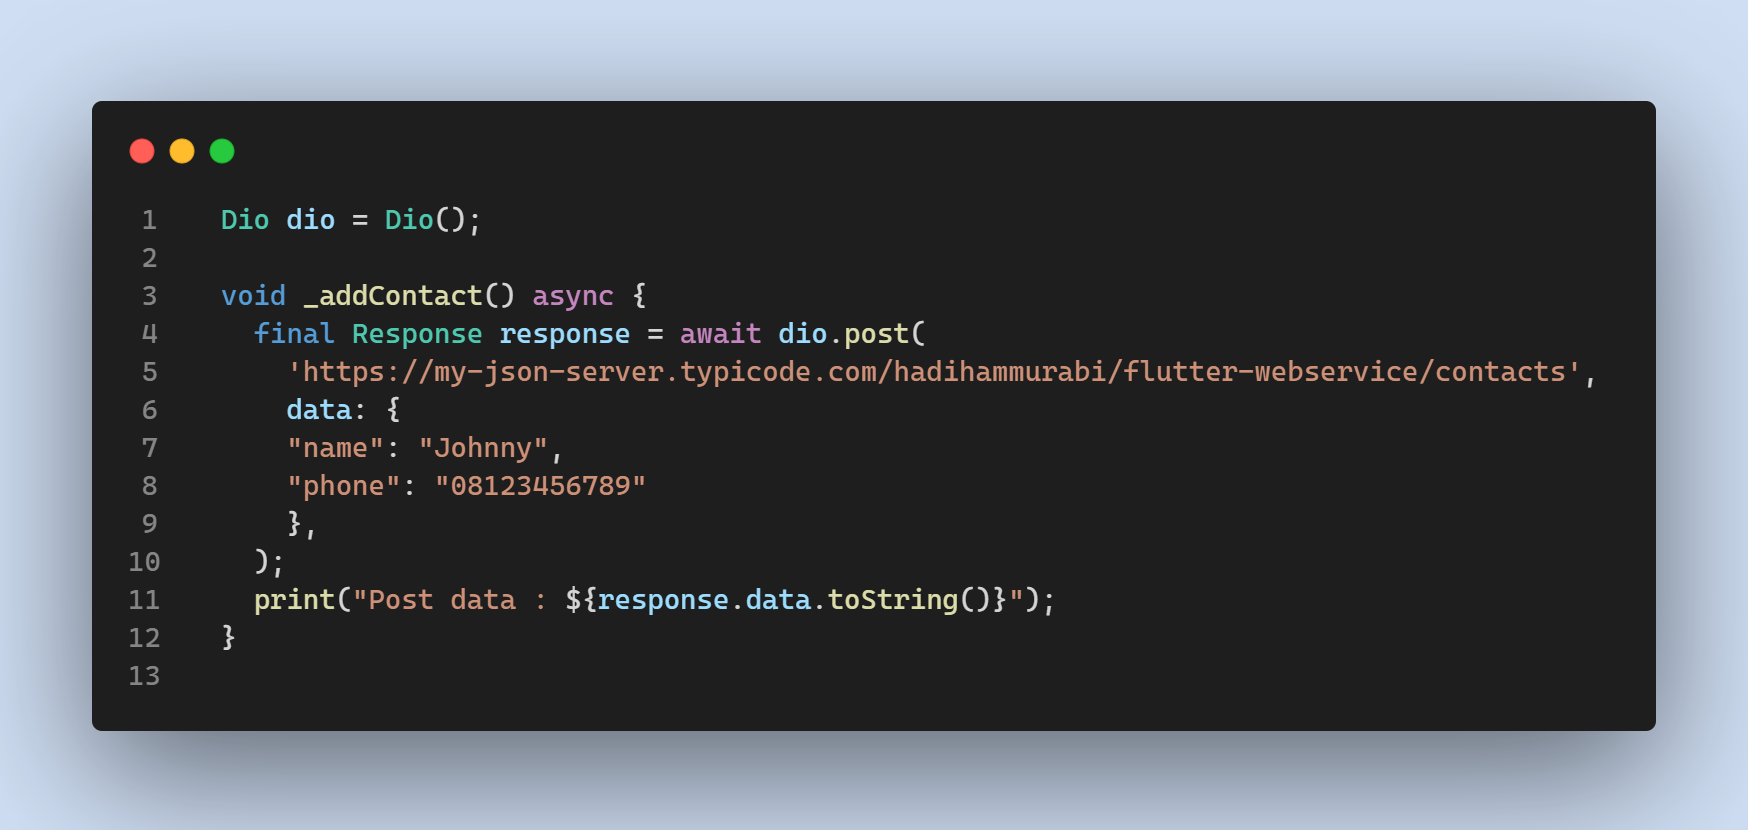 1 Dio dio = Dio();
2
3 void _addContact() async {
4 final Response response = await dio.post(
5 'https://my-json-server.typicode.com/hadihammurabi/flutter-webservice/contacts',
6 data: {
7 "name": "Johnny",
8 "phone": "08123456789"
9 },
10 );
11 print("Post data : ${response.data.toString()}");
12 }
13